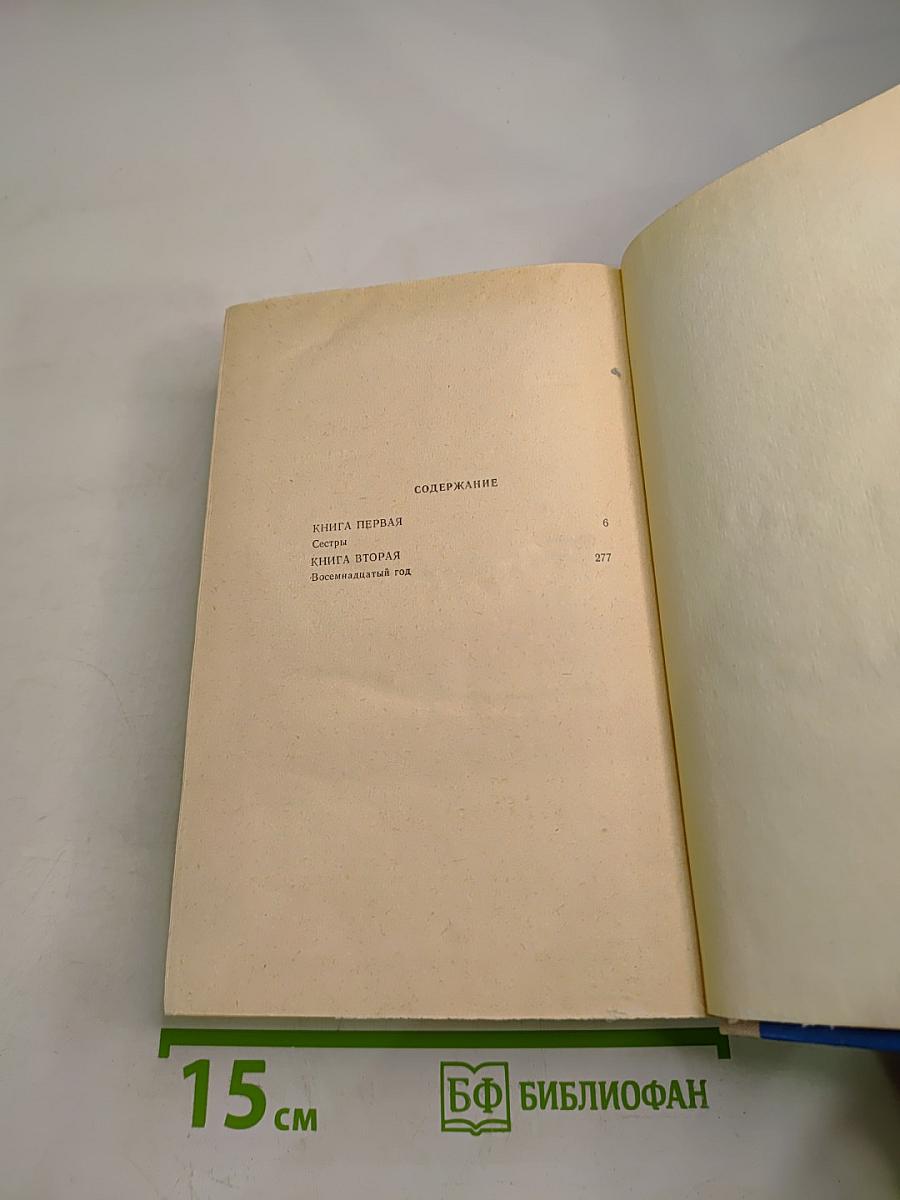 СОДЕРЖАНИЕ
КНИГА ПЕРВАЯ 6
Сестры
КНИГА ВТОРАЯ 277
Восемнадцатый год
15 см
БФ БИБЛИОФАН